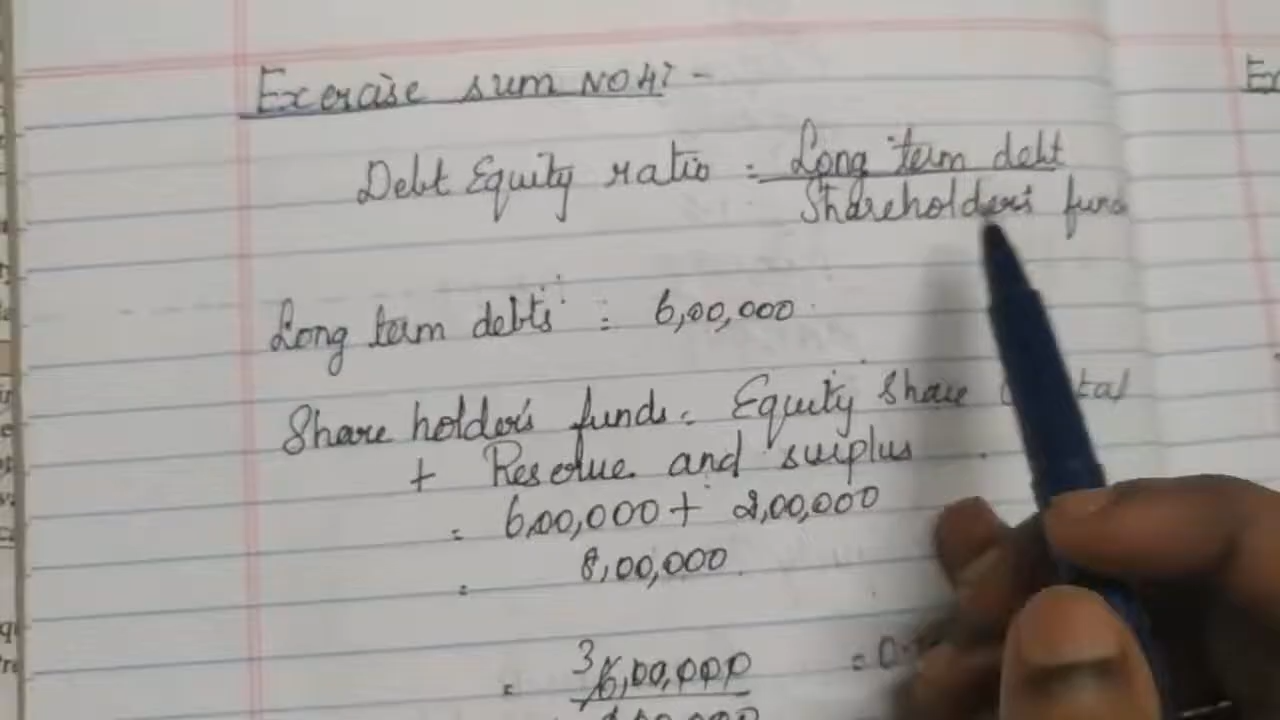 Exercise sum NO 4:-
Debt Equity ratio = Long term debt
Shareholder's fund
Long term debts = 6,00,000
Share holder's funds = Equity Share
+ Reserve and surplus
= 6,00,000 + 2,00,000
= 8,00,000
= 3 6,00,000